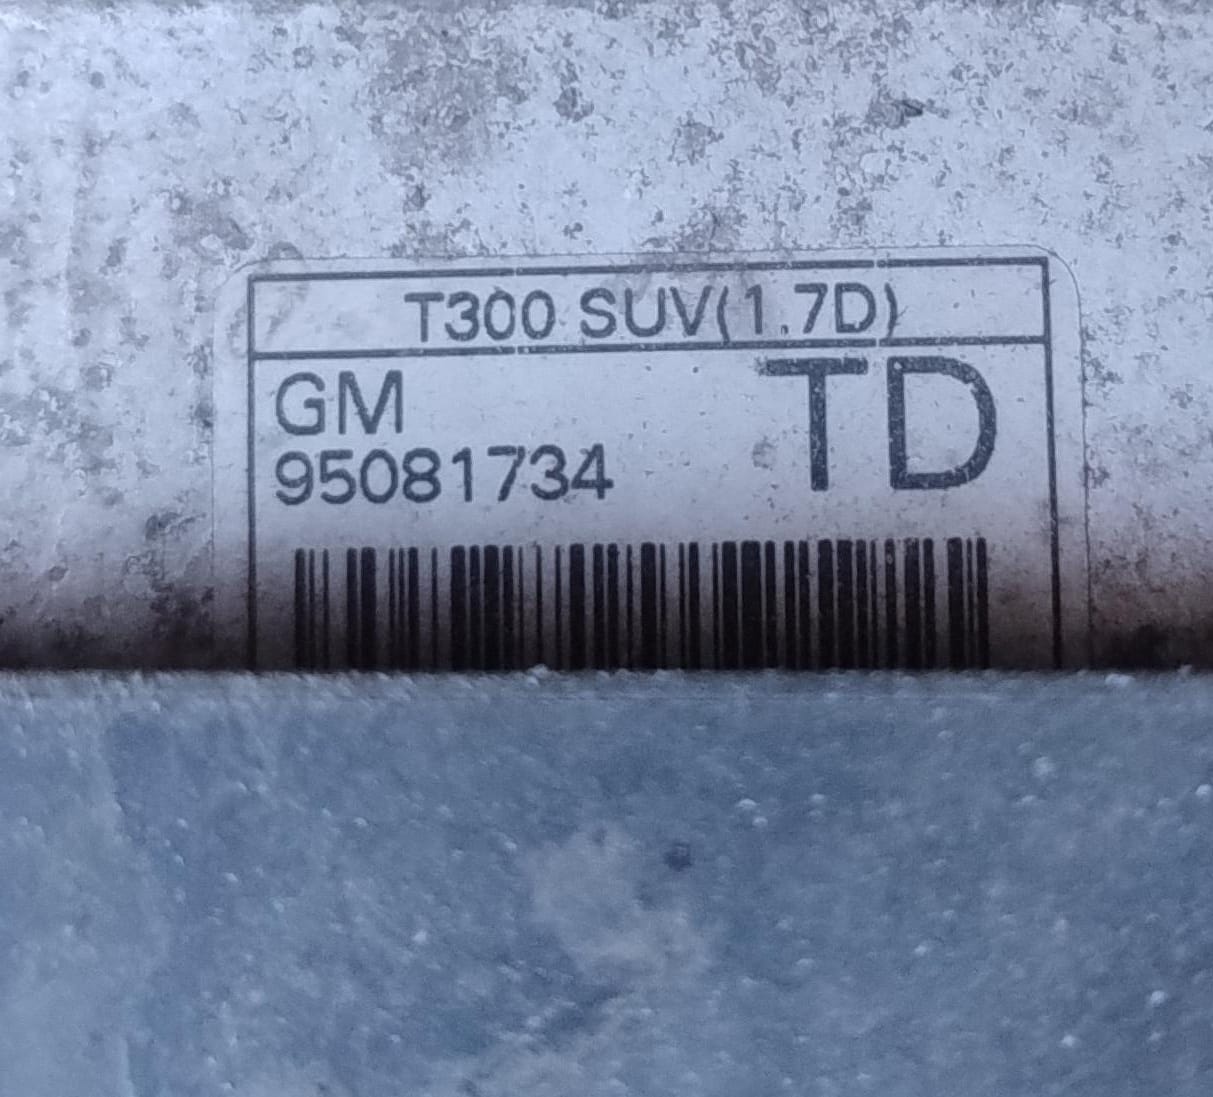 T300 SUV(1.7D)
GM
TD
95081734